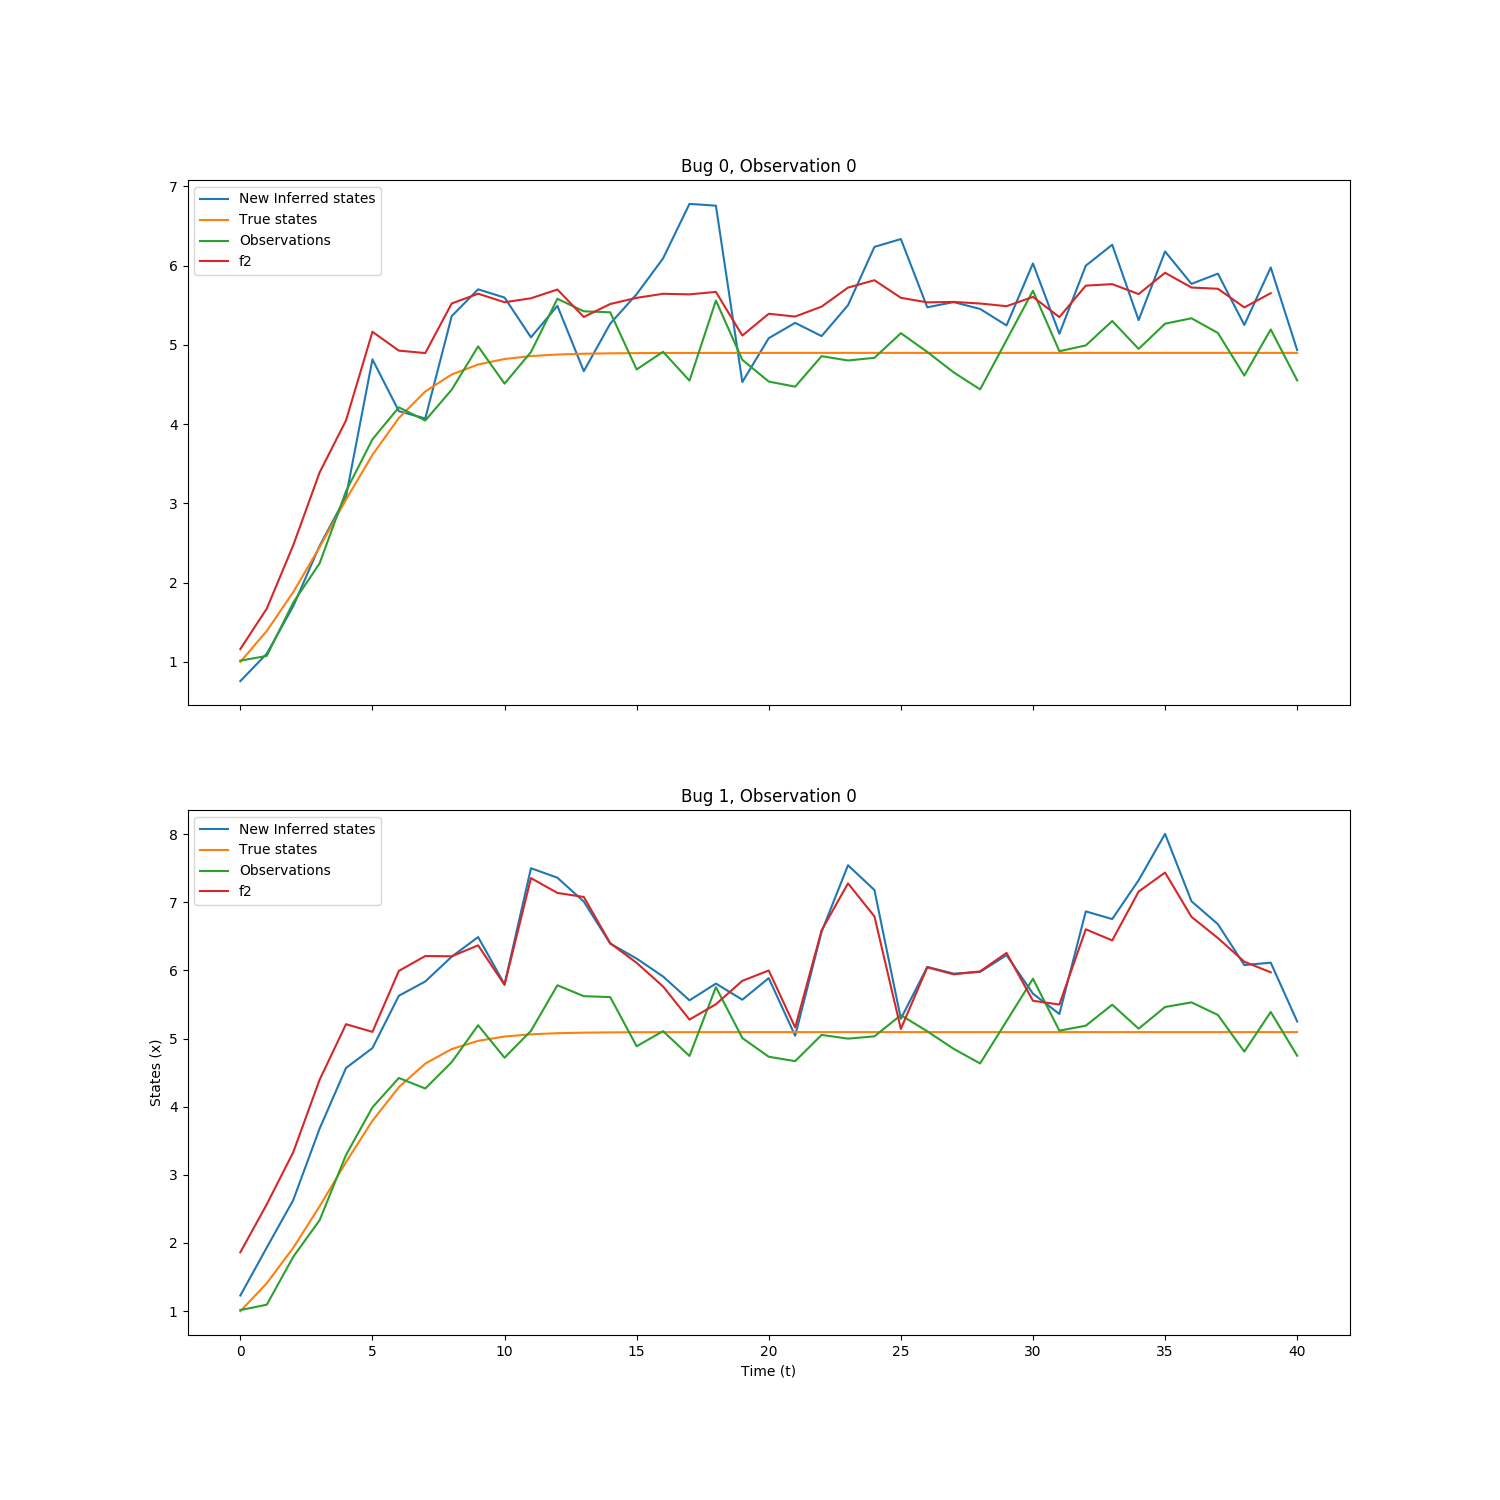 Bug 0, Observation 0
7
6
5
4
3
2
1
New Inferred states
True states
Observations
f2
Bug 1, Observation 0
8
7
6
5
4
3
2
1
New Inferred states
True states
Observations
f2
States (x)
0 5 10 15 20 25 30 35 40
Time (t)